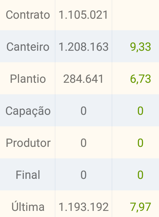 Contrato 1.105.021
Canteiro 1.208.163 9,33
Plantio 284.641 6,73
Capação 0 0
Produtor 0 0
Final 0 0
Última 1.193.192 7,97